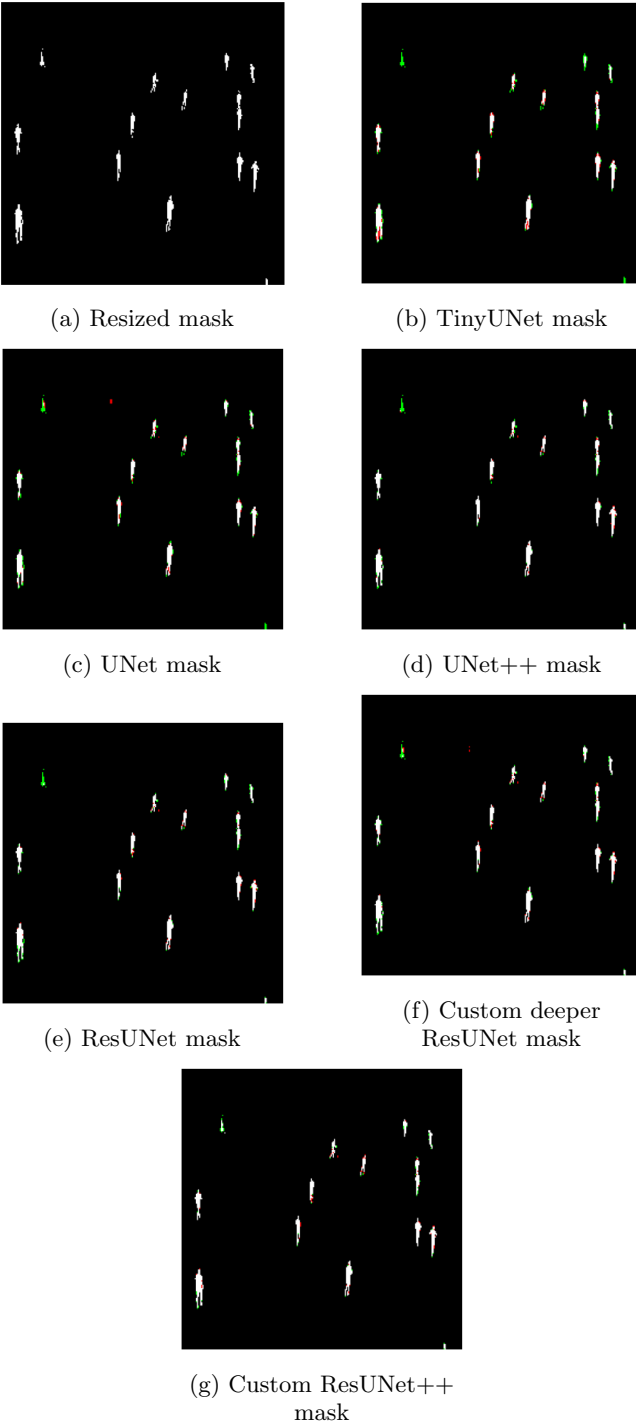 (a) Resized mask
(b) TinyUNet mask
(c) UNet mask
(d) UNet++ mask
(e) ResUNet mask
(f) Custom deeper
ResUNet mask
(g) Custom ResUNet++
mask